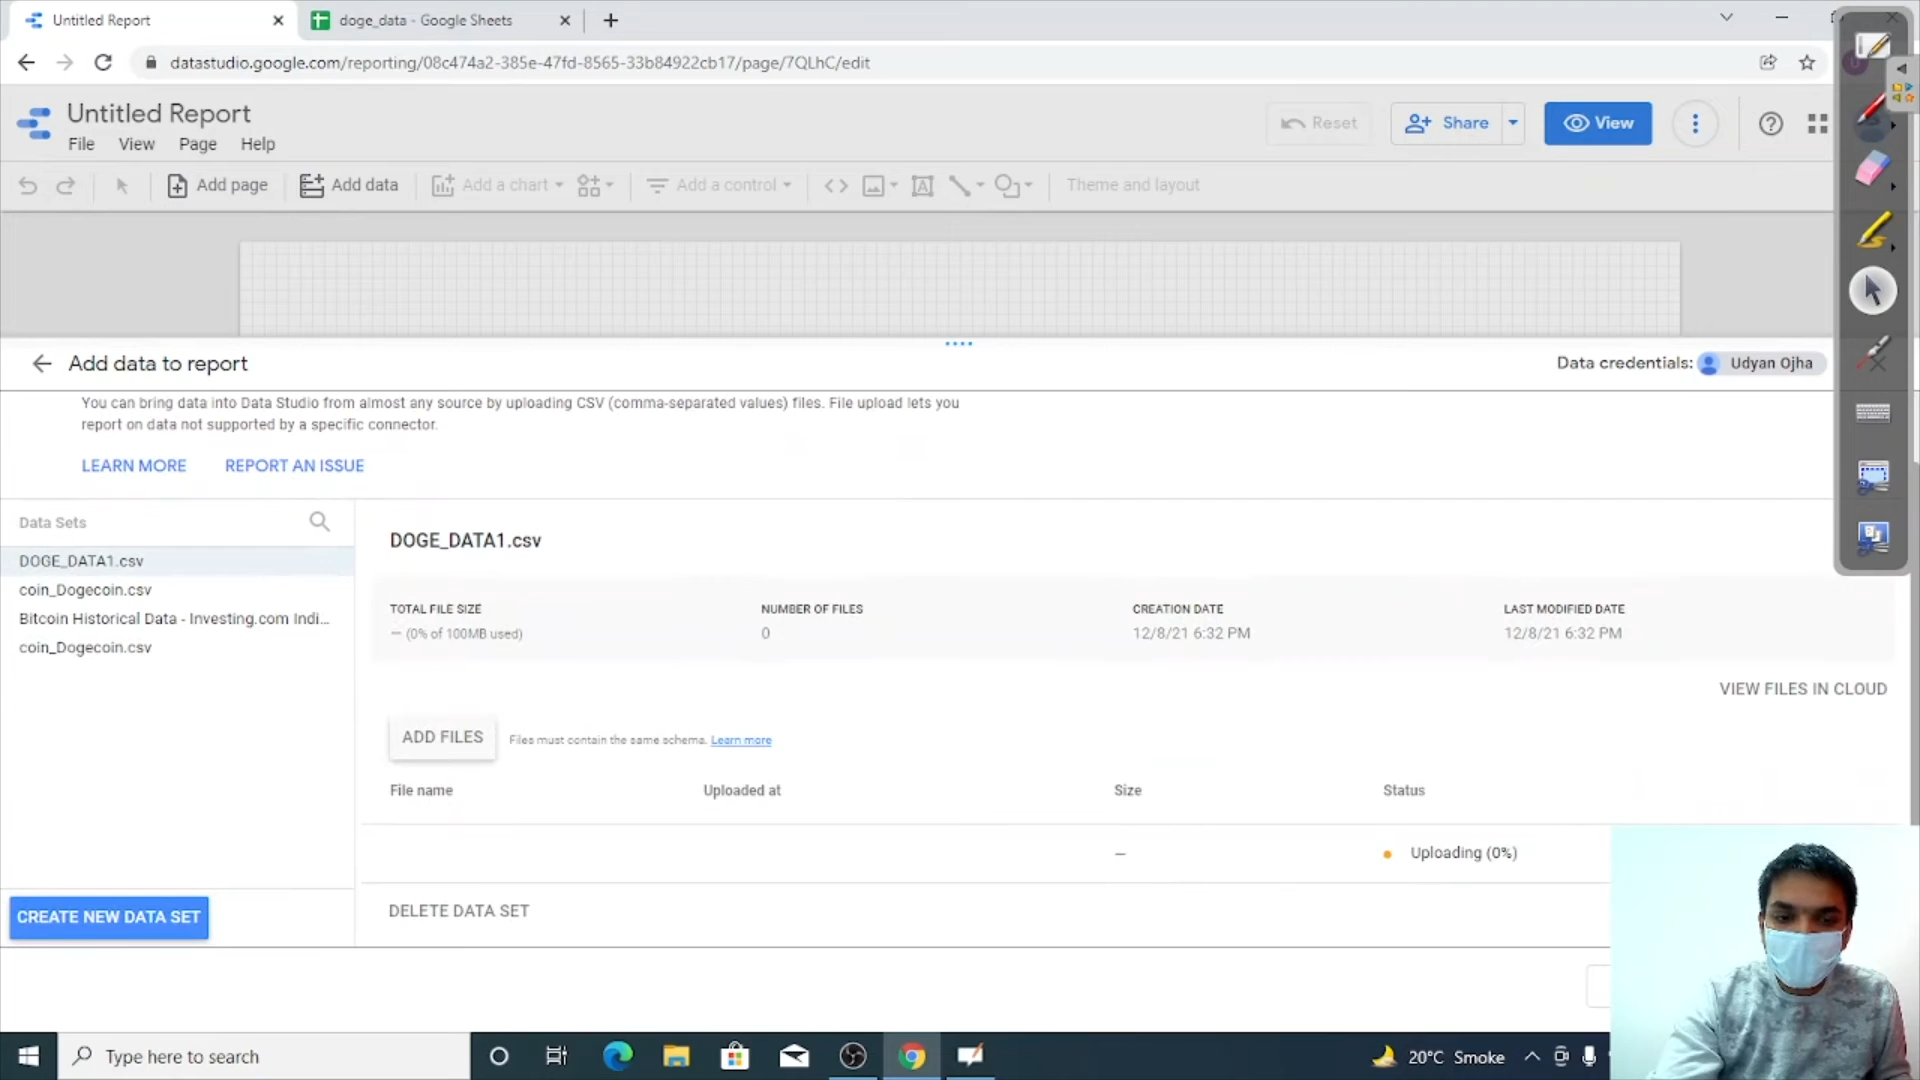 Untitled Report
doge_data - Google Sheets
datastudio.google.com/reporting/08c474a2-385e-47fd-8565-33b84922cb17/page/7QLhC/edit
Untitled Report
File View Page Help
Reset
Share
View
Add page
Add data
Add a chart
Add a control
Theme and layout
Add data to report
Data credentials: Udyan Ojha
You can bring data into Data Studio from almost any source by uploading CSV (comma-separated values) files. File upload lets you
report on data not supported by a specific connector.
LEARN MORE REPORT AN ISSUE
Data Sets
DOGE_DATA1.csv
coin_Dogecoin.csv
Bitcoin Historical Data - Investing.com Indi...
coin_Dogecoin.csv
CREATE NEW DATA SET
DOGE_DATA1.csv
TOTAL FILE SIZE NUMBER OF FILES CREATION DATE LAST MODIFIED DATE
— (0% of 100MB used) 0 12/8/21 6:32 PM 12/8/21 6:32 PM
VIEW FILES IN CLOUD
ADD FILES Files must contain the same schema. Learn more
File name Uploaded at Size Status
— Uploading (0%)
DELETE DATA SET
Type here to search
20°C Smoke